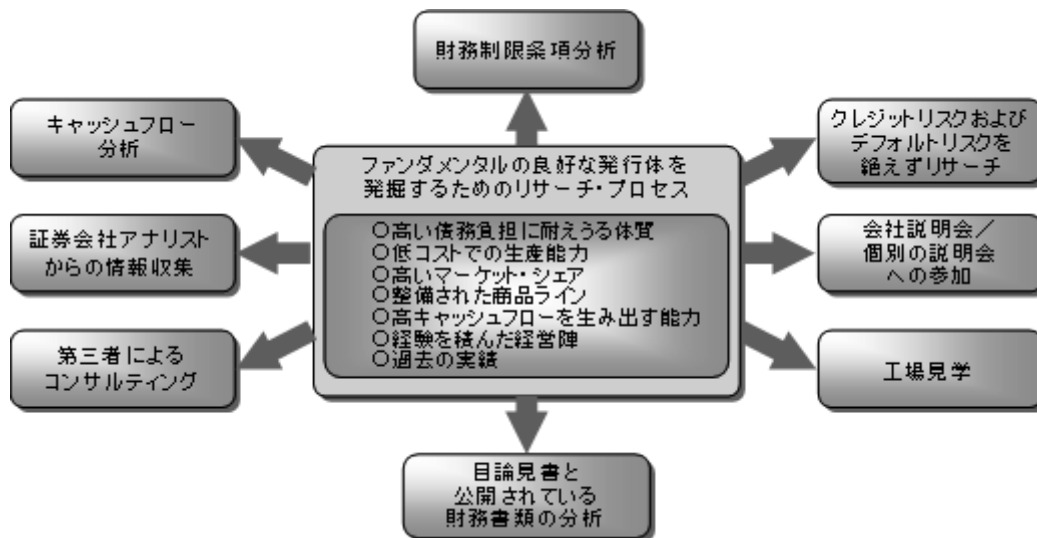 財務制限条項分析
キャッシュフロー
分析
クレジットリスクおよび
デフォルトリスクを
絶えずリサーチ
ファンダメンタルの良好な発行体を
発掘するためのリサーチ・プロセス
○高い債務負担に耐えうる体質
○低コストでの生産能力
○高いマーケット・シェア
○整備された商品ライン
○高キャッシュフローを生み出す能力
○経験を積んだ経営陣
○過去の実績
証券会社アナリスト
からの情報収集
会社説明会／
個別の説明会
への参加
第三者による
コンサルティング
工場見学
目論見書と
公開されている
財務書類の分析